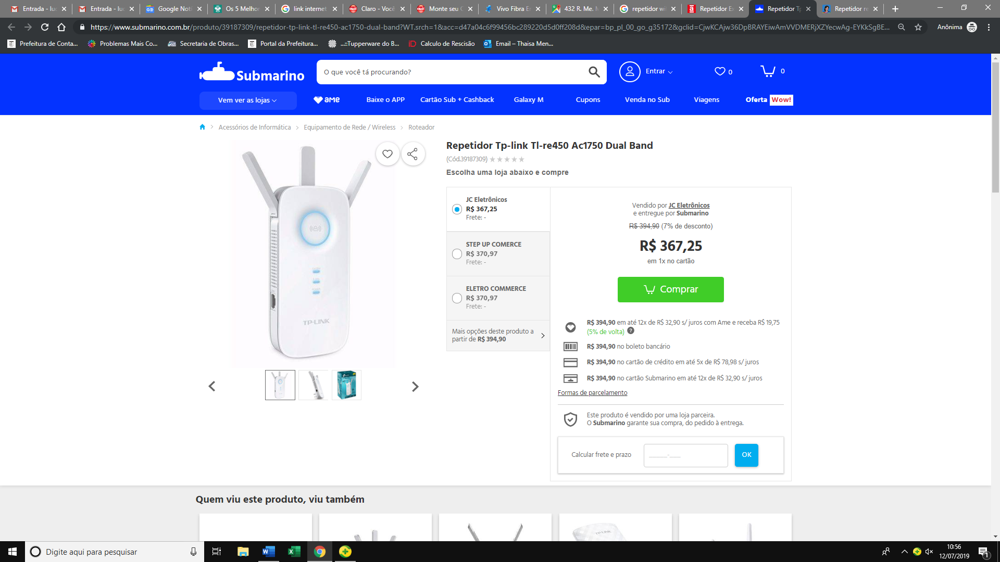 Entrada - luc
Entrada - luc
Google Notí
Os 5 Melhor
link internet
Claro - Você
Monte seu C
Vivo Fibra E
432 R. Me. M
repetidor wi
Repetidor Ex
Repetidor Tp
Repetidor re
https://www.submarino.com.br/produto/39187309/repetidor-tp-link-tl-re450-ac1750-dual-band?WT.srch=1&acc=d47a04c6f99456bc289220d5d0ff208d&epar=bp_pl_00_go_g35172&gclid=CjwKCAjw36DpBRAYEiwAmVVDMERjXZYecwAg-EYKkSgBE...
Anônima
Prefeitura de Conta...
Problemas Mais Co...
Secretaria de Obras...
Portal da Prefeitura...
...::Tupperware do B...
Calculo de Rescisão
Email – Thaisa Men...
Submarino
O que você tá procurando?
Entrar
0
0
Vem ver as lojas
ame
Baixe o APP
Cartão Sub + Cashback
Galaxy M
Cupons
Venda no Sub
Viagens
Oferta Wow!
Acessórios de Informática > Equipamento de Rede / Wireless > Roteador
Repetidor Tp-link Tl-re450 Ac1750 Dual Band
(Cód.39187309)
Escolha uma loja abaixo e compre
JC Eletrônicos
R$ 367,25
Frete: -
STEP UP COMERCE
R$ 370,97
Frete: -
ELETRO COMMERCE
R$ 370,97
Frete: -
Mais opções deste produto a
partir de R$ 394,90
Vendido por JC Eletrônicos
e entregue por Submarino
R$ 394,90 (7% de desconto)
R$ 367,25
em 1x no cartão
Comprar
R$ 394,90 em até 12x de R$ 32,90 s/ juros com Ame e receba R$ 19,75
(5% de volta) ?
R$ 394,90 no boleto bancário
R$ 394,90 no cartão de crédito em até 5x de R$ 78,98 s/ juros
R$ 394,90 no cartão Submarino em até 12x de R$ 32,90 s/ juros
Formas de parcelamento
Este produto é vendido por uma loja parceira.
O Submarino garante sua compra, do pedido à entrega.
Calcular frete e prazo
_____-___
OK
TP-LINK
Quem viu este produto, viu também
TP-LINK
Digite aqui para pesquisar
10:56
12/07/2019
1